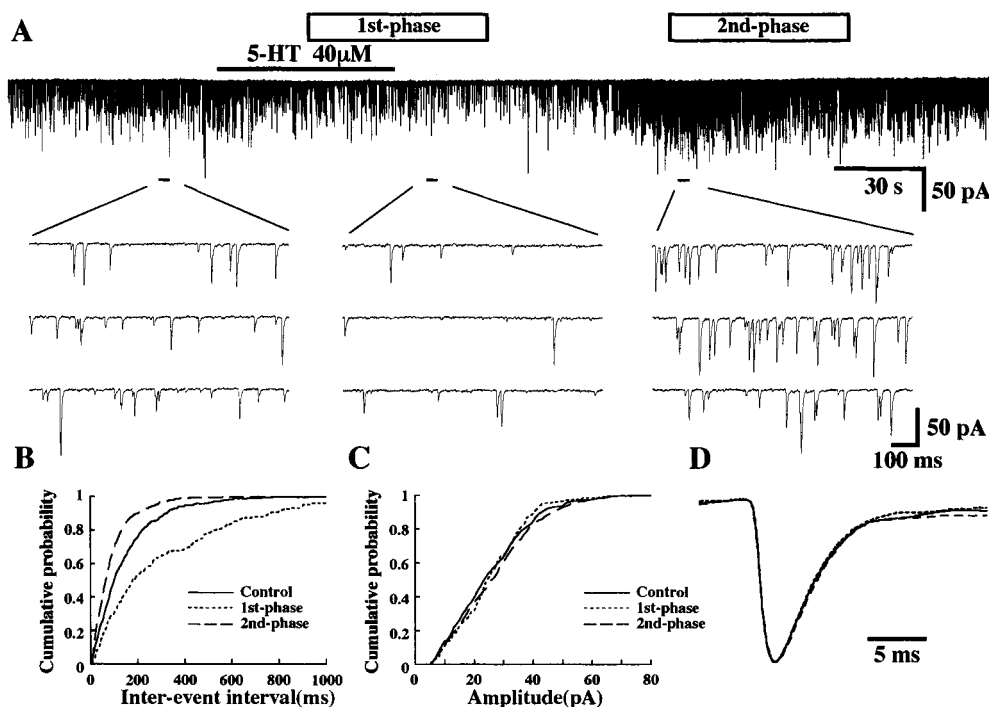 A
1st-phase
2nd-phase
5-HT 40μM
30 s
50 pA
50 pA
100 ms
B
Cumulative probability
1
0.8
0.6
0.4
0.2
0
Control
1st-phase
2nd-phase
0 200 400 600 800 1000
Inter-event interval(ms)
C
Cumulative probability
1
0.8
0.6
0.4
0.2
0
Control
1st-phase
2nd-phase
0 20 40 60 80
Amplitude(pA)
D
5 ms